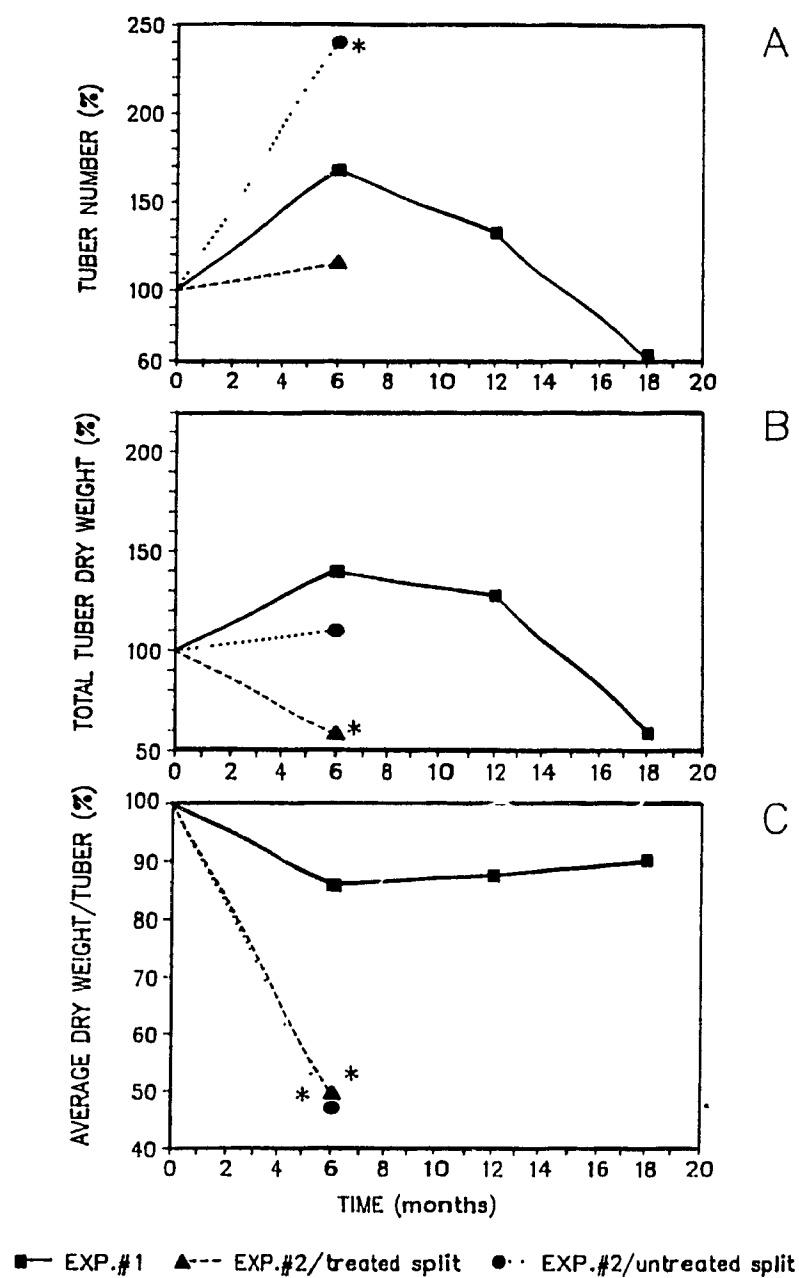 A
TUBER NUMBER (%)
250
200
150
100
60
*
0 2 4 6 8 10 12 14 16 18 20
B
TOTAL TUBER DRY WEIGHT (%)
200
150
100
50
*
0 2 4 6 8 10 12 14 16 18 20
C
AVERAGE DRY WEIGHT/TUBER (%)
100
90
80
70
60
50
40
* *
0 2 4 6 8 10 12 14 16 18 20
TIME (months)
EXP.#1 EXP.#2/treated split EXP.#2/untreated split